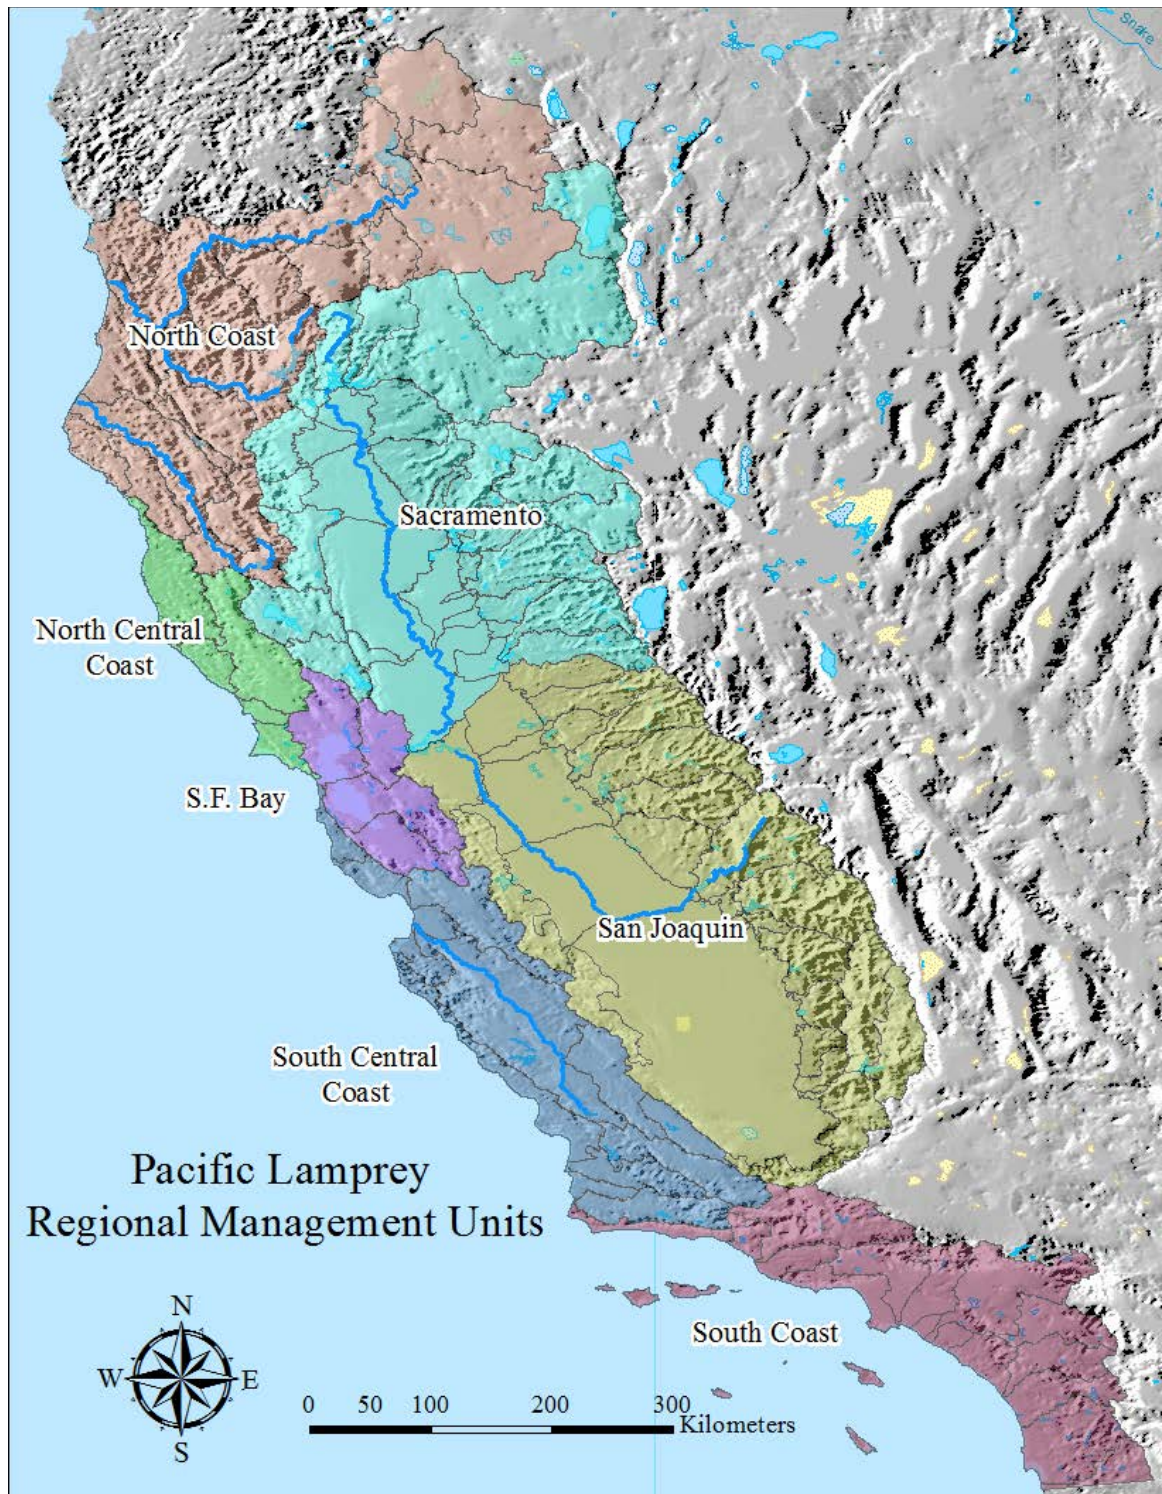 Snake
North Coast
Sacramento
North Central
Coast
S.F. Bay
San Joaquin
South Central
Coast
Pacific Lamprey
Regional Management Units
South Coast
N
W
E
S
0 50 100 200 300
Kilometers